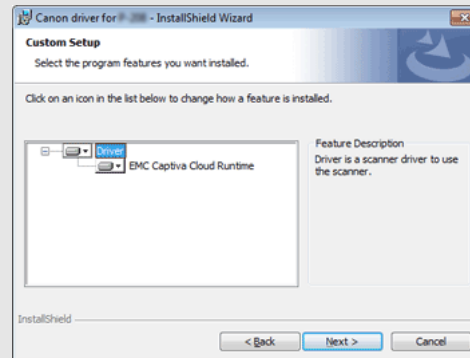 Canon driver for - InstallShield Wizard
Custom Setup
Select the program features you want installed.
Click on an icon in the list below to change how a feature is installed.
Driver
EMC Captiva Cloud Runtime
Feature Description
Driver is a scanner driver to use
the scanner.
InstallShield
< Back
Next >
Cancel